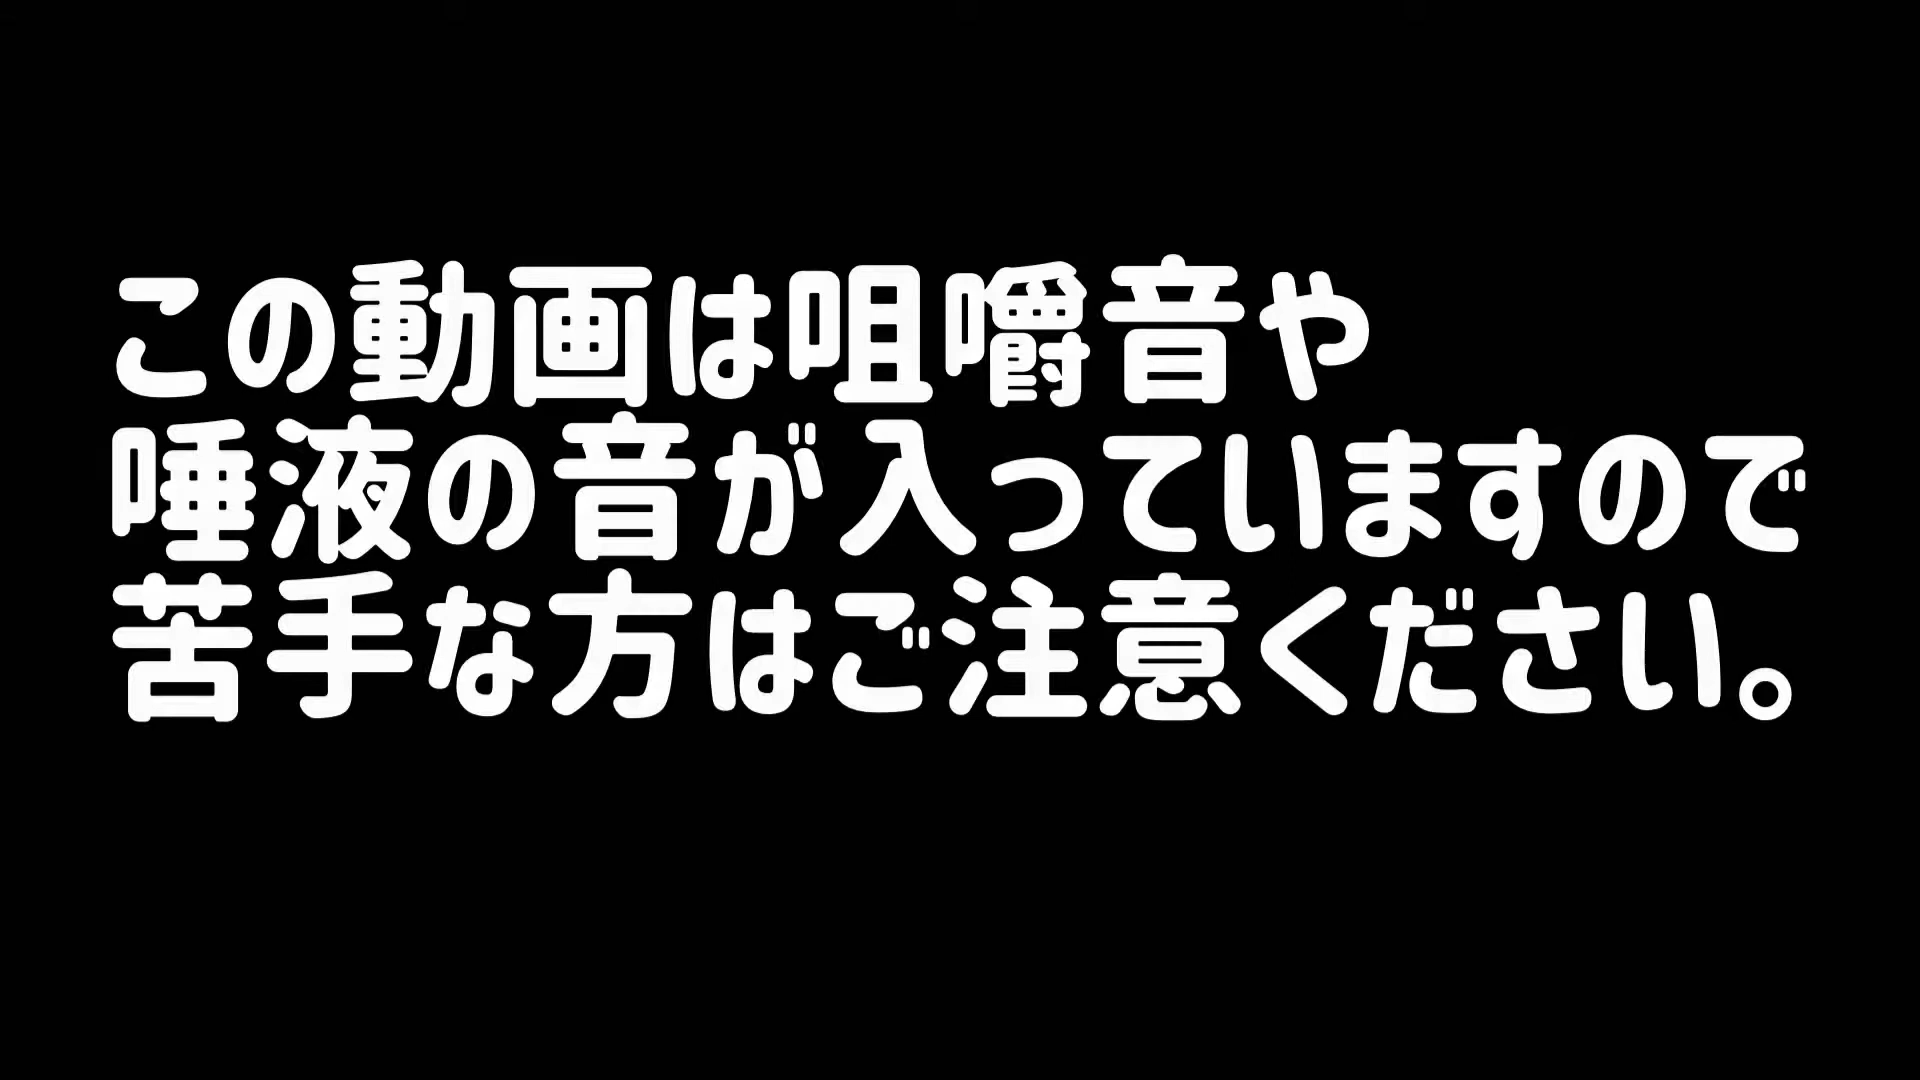 この動画は咀嚼音や
唾液の音が入っていますので
苦手な方はご注意ください。